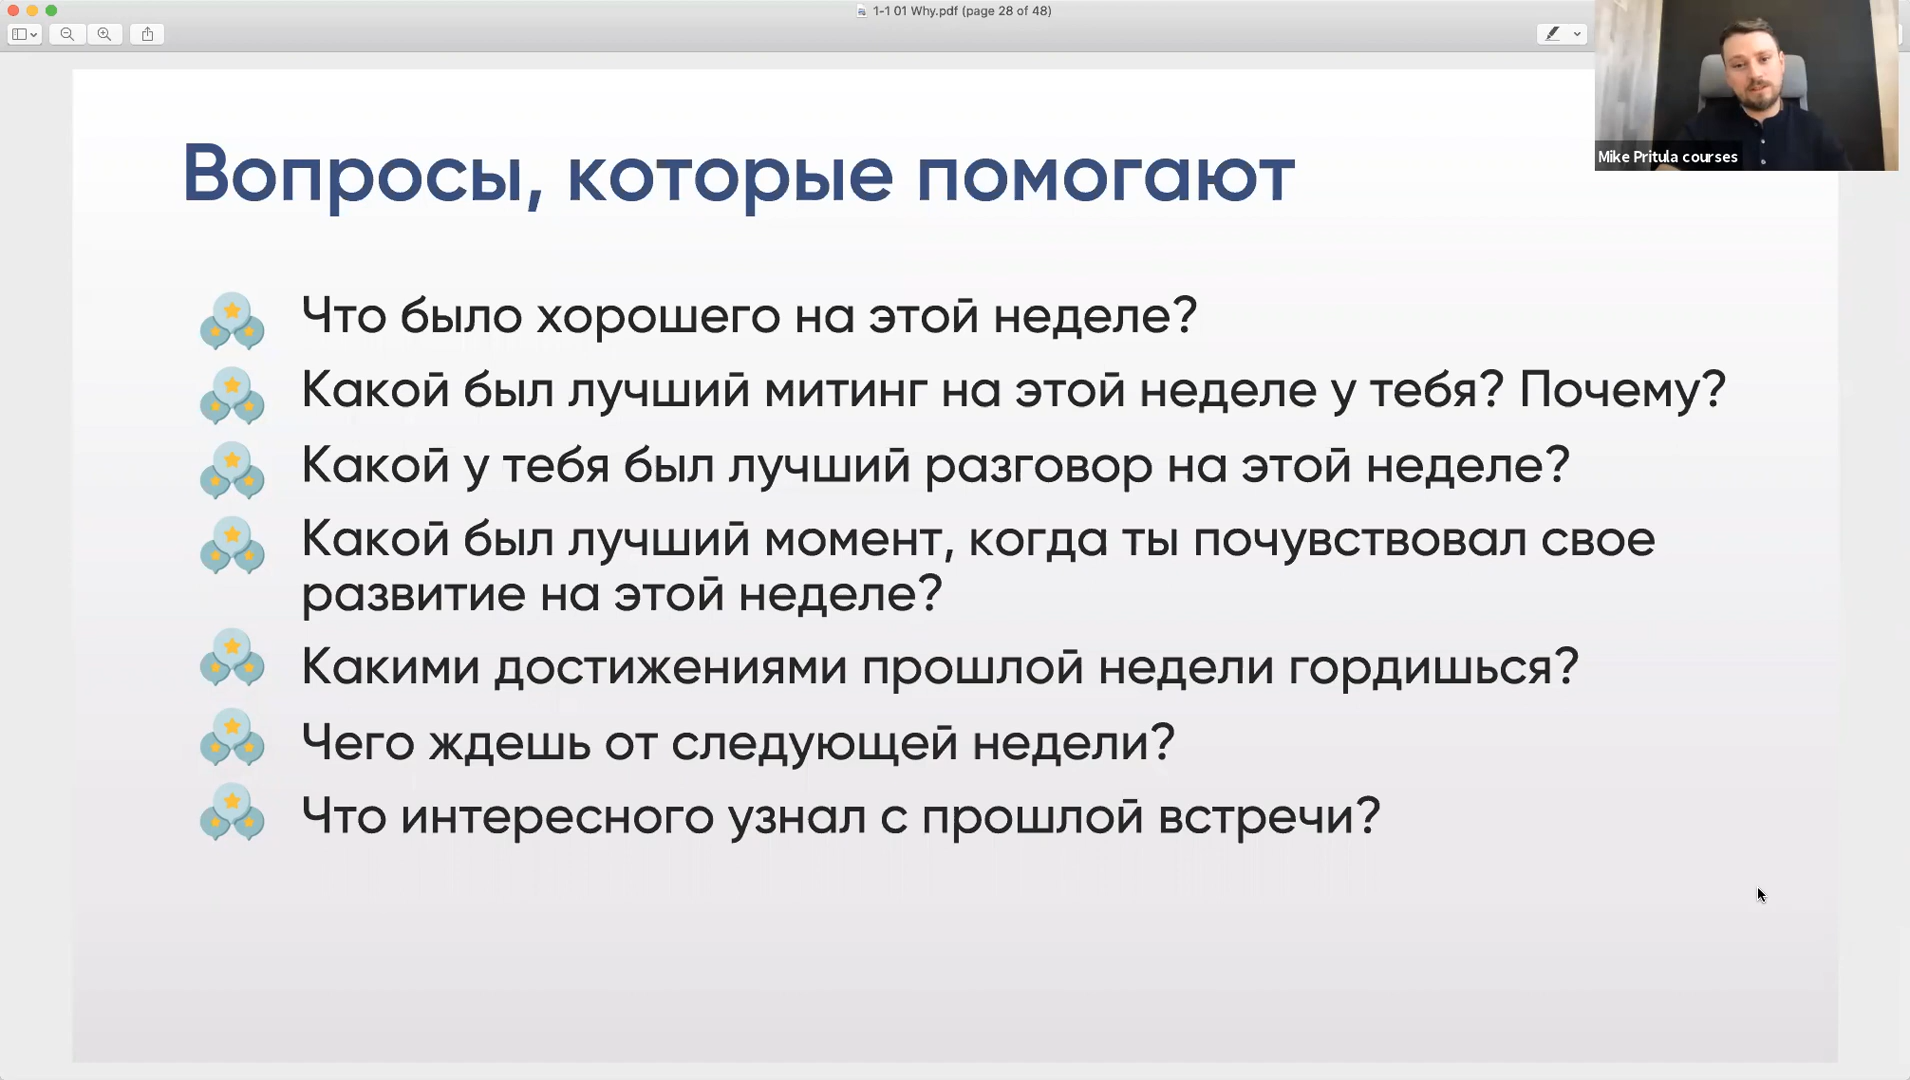 1-1 01 Why.pdf (page 28 of 48)
Mike Pritula courses
Вопросы, которые помогают
Что было хорошего на этой неделе?
Какой был лучший митинг на этой неделе у тебя? Почему?
Какой у тебя был лучший разговор на этой неделе?
Какой был лучший момент, когда ты почувствовал свое
развитие на этой неделе?
Какими достижениями прошлой недели гордишься?
Чего ждешь от следующей недели?
Что интересного узнал с прошлой встречи?